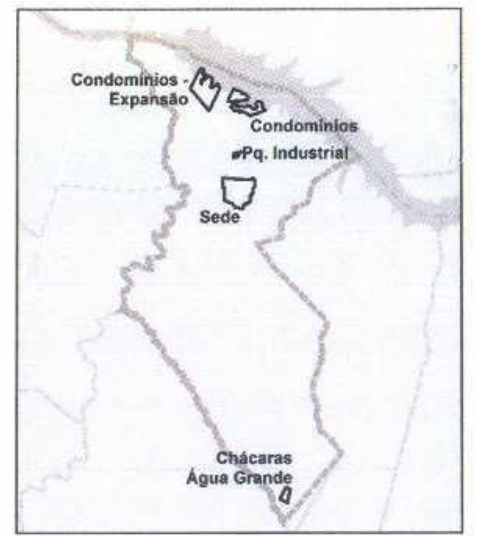 Condomínios -
Expansão
Condomínios
Pq. Industrial
Sede
Chácaras
Água Grande